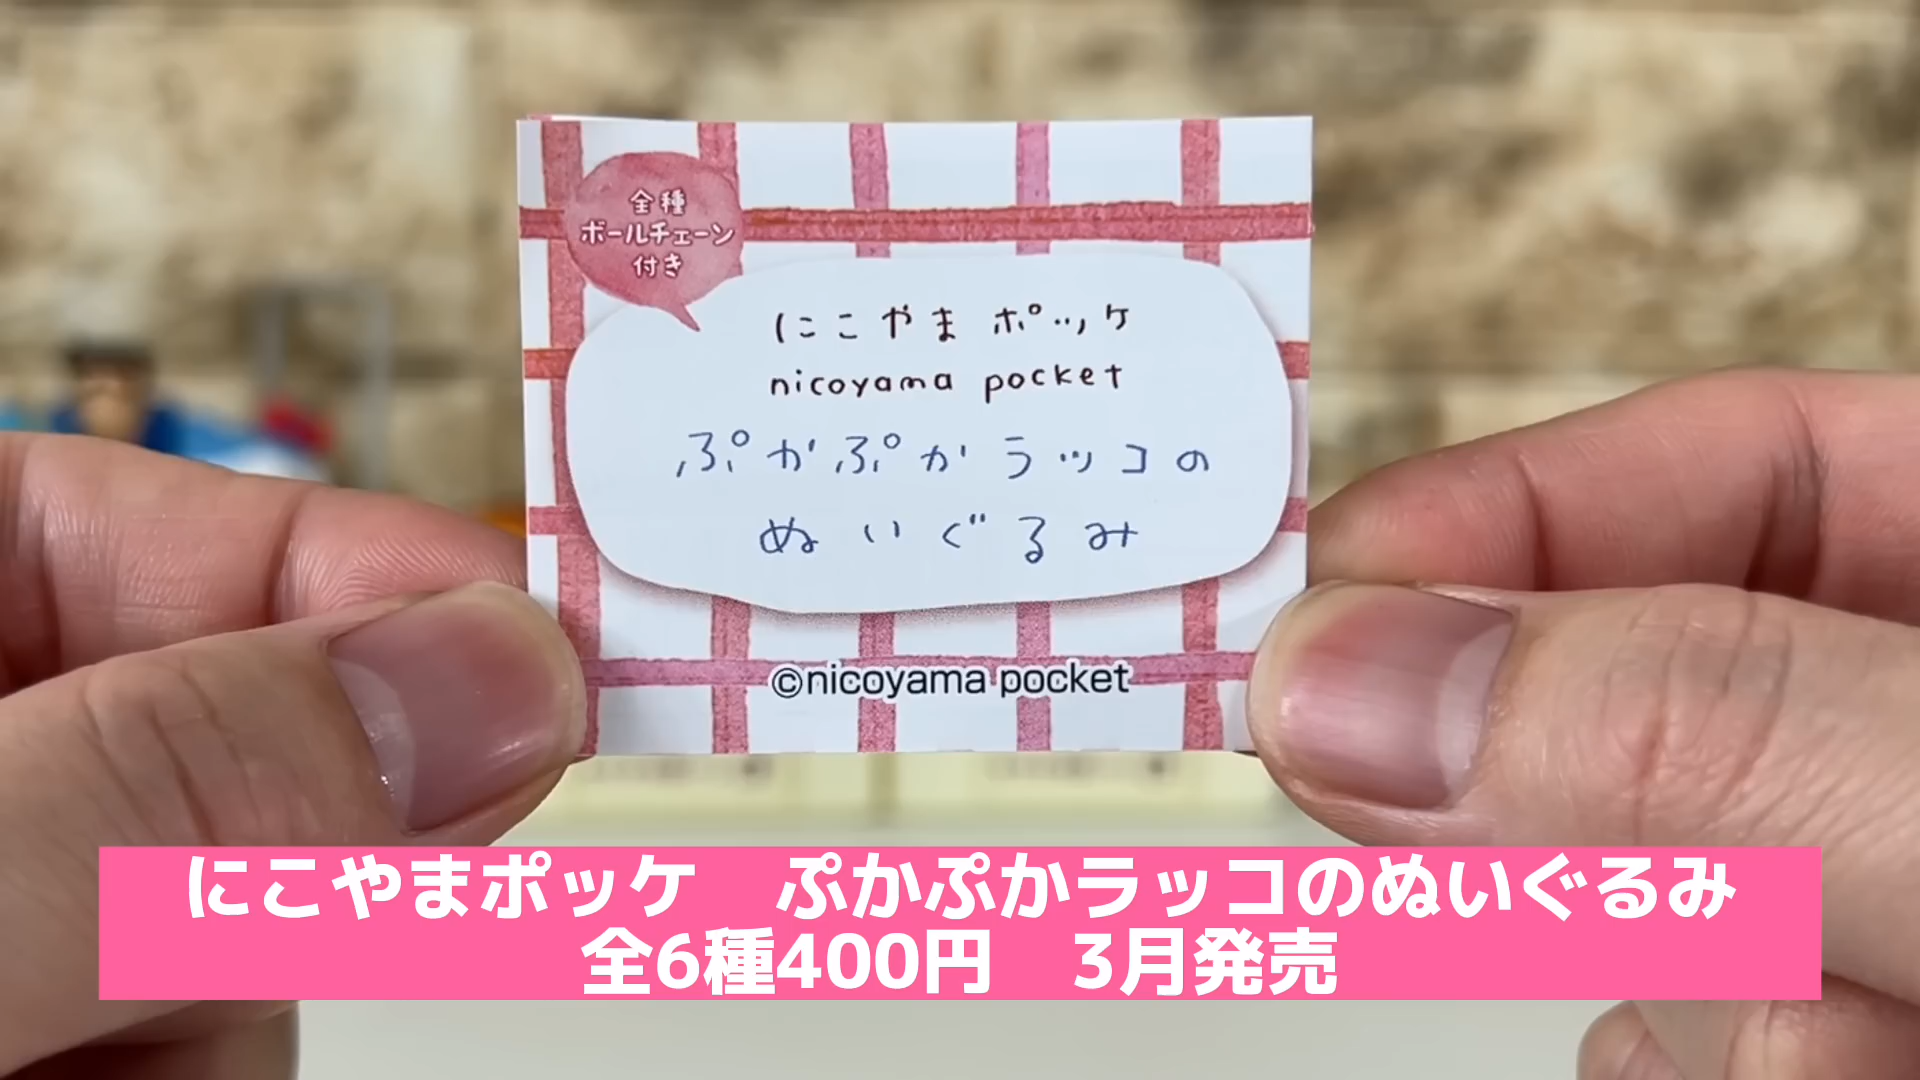 全種
ボールチェーン
付き
にこやまポッケ
nicoyama pocket
ぷかぷかラッコの
ぬいぐるみ
©nicoyama pocket
にこやまポッケ　ぷかぷかラッコのぬいぐるみ
全6種400円　3月発売